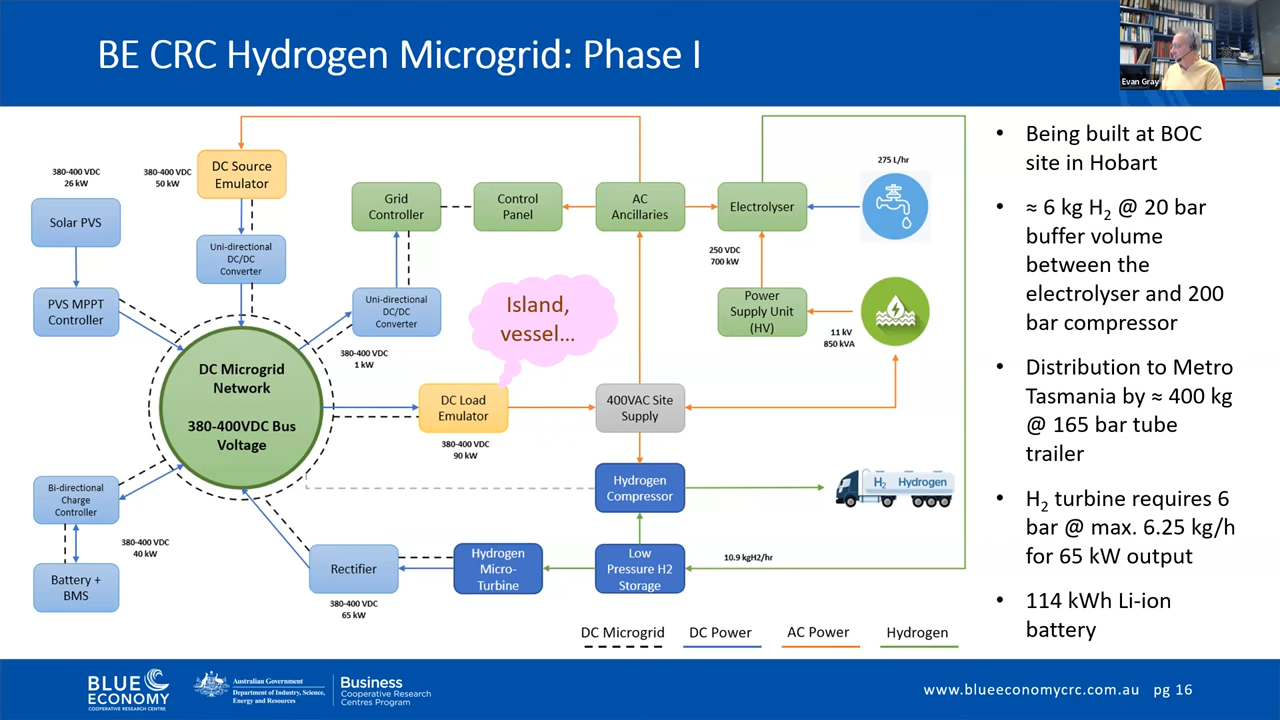 BE CRC Hydrogen Microgrid: Phase I
Evan Gray
380-400 VDC
26 kW
Solar PVS
PVS MPPT
Controller
380-400 VDC
50 kW
DC Source
Emulator
Uni-directional
DC/DC
Converter
Grid
Controller
Control
Panel
AC
Ancillaries
Electrolyser
275 L/hr
Uni-directional
DC/DC
Converter
380-400 VDC
1 kW
Island,
vessel...
250 VDC
700 kW
Power
Supply Unit
(HV)
11 kV
850 kVA
DC Microgrid
Network
380-400VDC Bus
Voltage
DC Load
Emulator
380-400 VDC
90 kW
400VAC Site
Supply
Hydrogen
Compressor
H2 Hydrogen
Bi-directional
Charge
Controller
380-400 VDC
40 kW
Battery +
BMS
Rectifier
380-400 VDC
65 kW
Hydrogen
Micro-
Turbine
Low
Pressure H2
Storage
10.9 kgH2/hr
DC Microgrid
DC Power
AC Power
Hydrogen
• Being built at BOC
site in Hobart
• ≈ 6 kg H₂ @ 20 bar
buffer volume
between the
electrolyser and 200
bar compressor
• Distribution to Metro
Tasmania by ≈ 400 kg
@ 165 bar tube
trailer
• H₂ turbine requires 6
bar @ max. 6.25 kg/h
for 65 kW output
• 114 kWh Li-ion
battery
BLUE
ECONOMY
COOPERATIVE RESEARCH CENTRE
Australian Government
Department of Industry, Science,
Energy and Resources
Business
Cooperative Research
Centres Program
www.blueeconomycrc.com.au pg 16